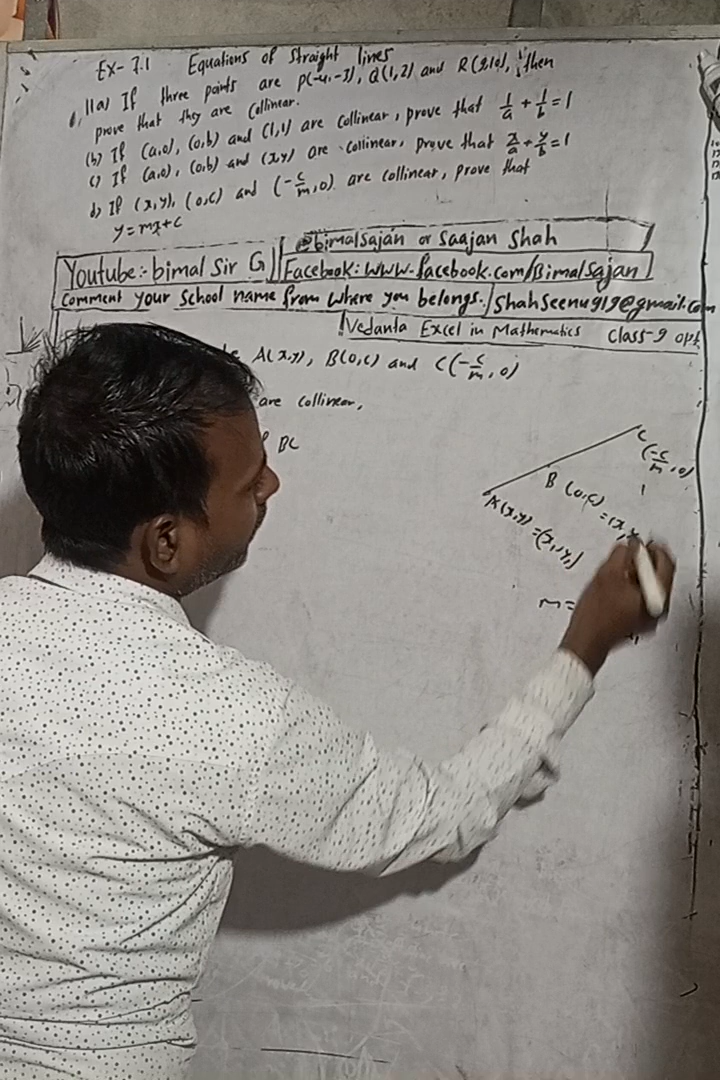 Ex- 7.1 Equations of Straight lines
11a) If three points are P(-4,-3), Q(1,2) and R(9,10), then
prove that they are collinear.
(b) If (a,0), (0,b) and (1,1) are collinear, prove that 1/a + 1/b = 1
c) If (a,0), (0,b) and (x,y) are collinear, prove that x/a + y/b = 1
d) If (x,y), (0,c) and (-c/m, 0) are collinear, prove that
y=mx+c
@bimalsajan or Saajan Shah
Youtube:- bimal Sir G
Facebook: www.facebook.com/Bimalsajan
Comment your School name from where you belongs.
Shahseenu919@gmail.com
Vedanta Excel in Mathematics Class-9 opt
A(x,y), B(0,c) and C(-c/m, 0)
are collinear,
BC
C
(-c/m, 0)
B (0,c) =(x,
A(x,y) =(x₁,y₁)
m=